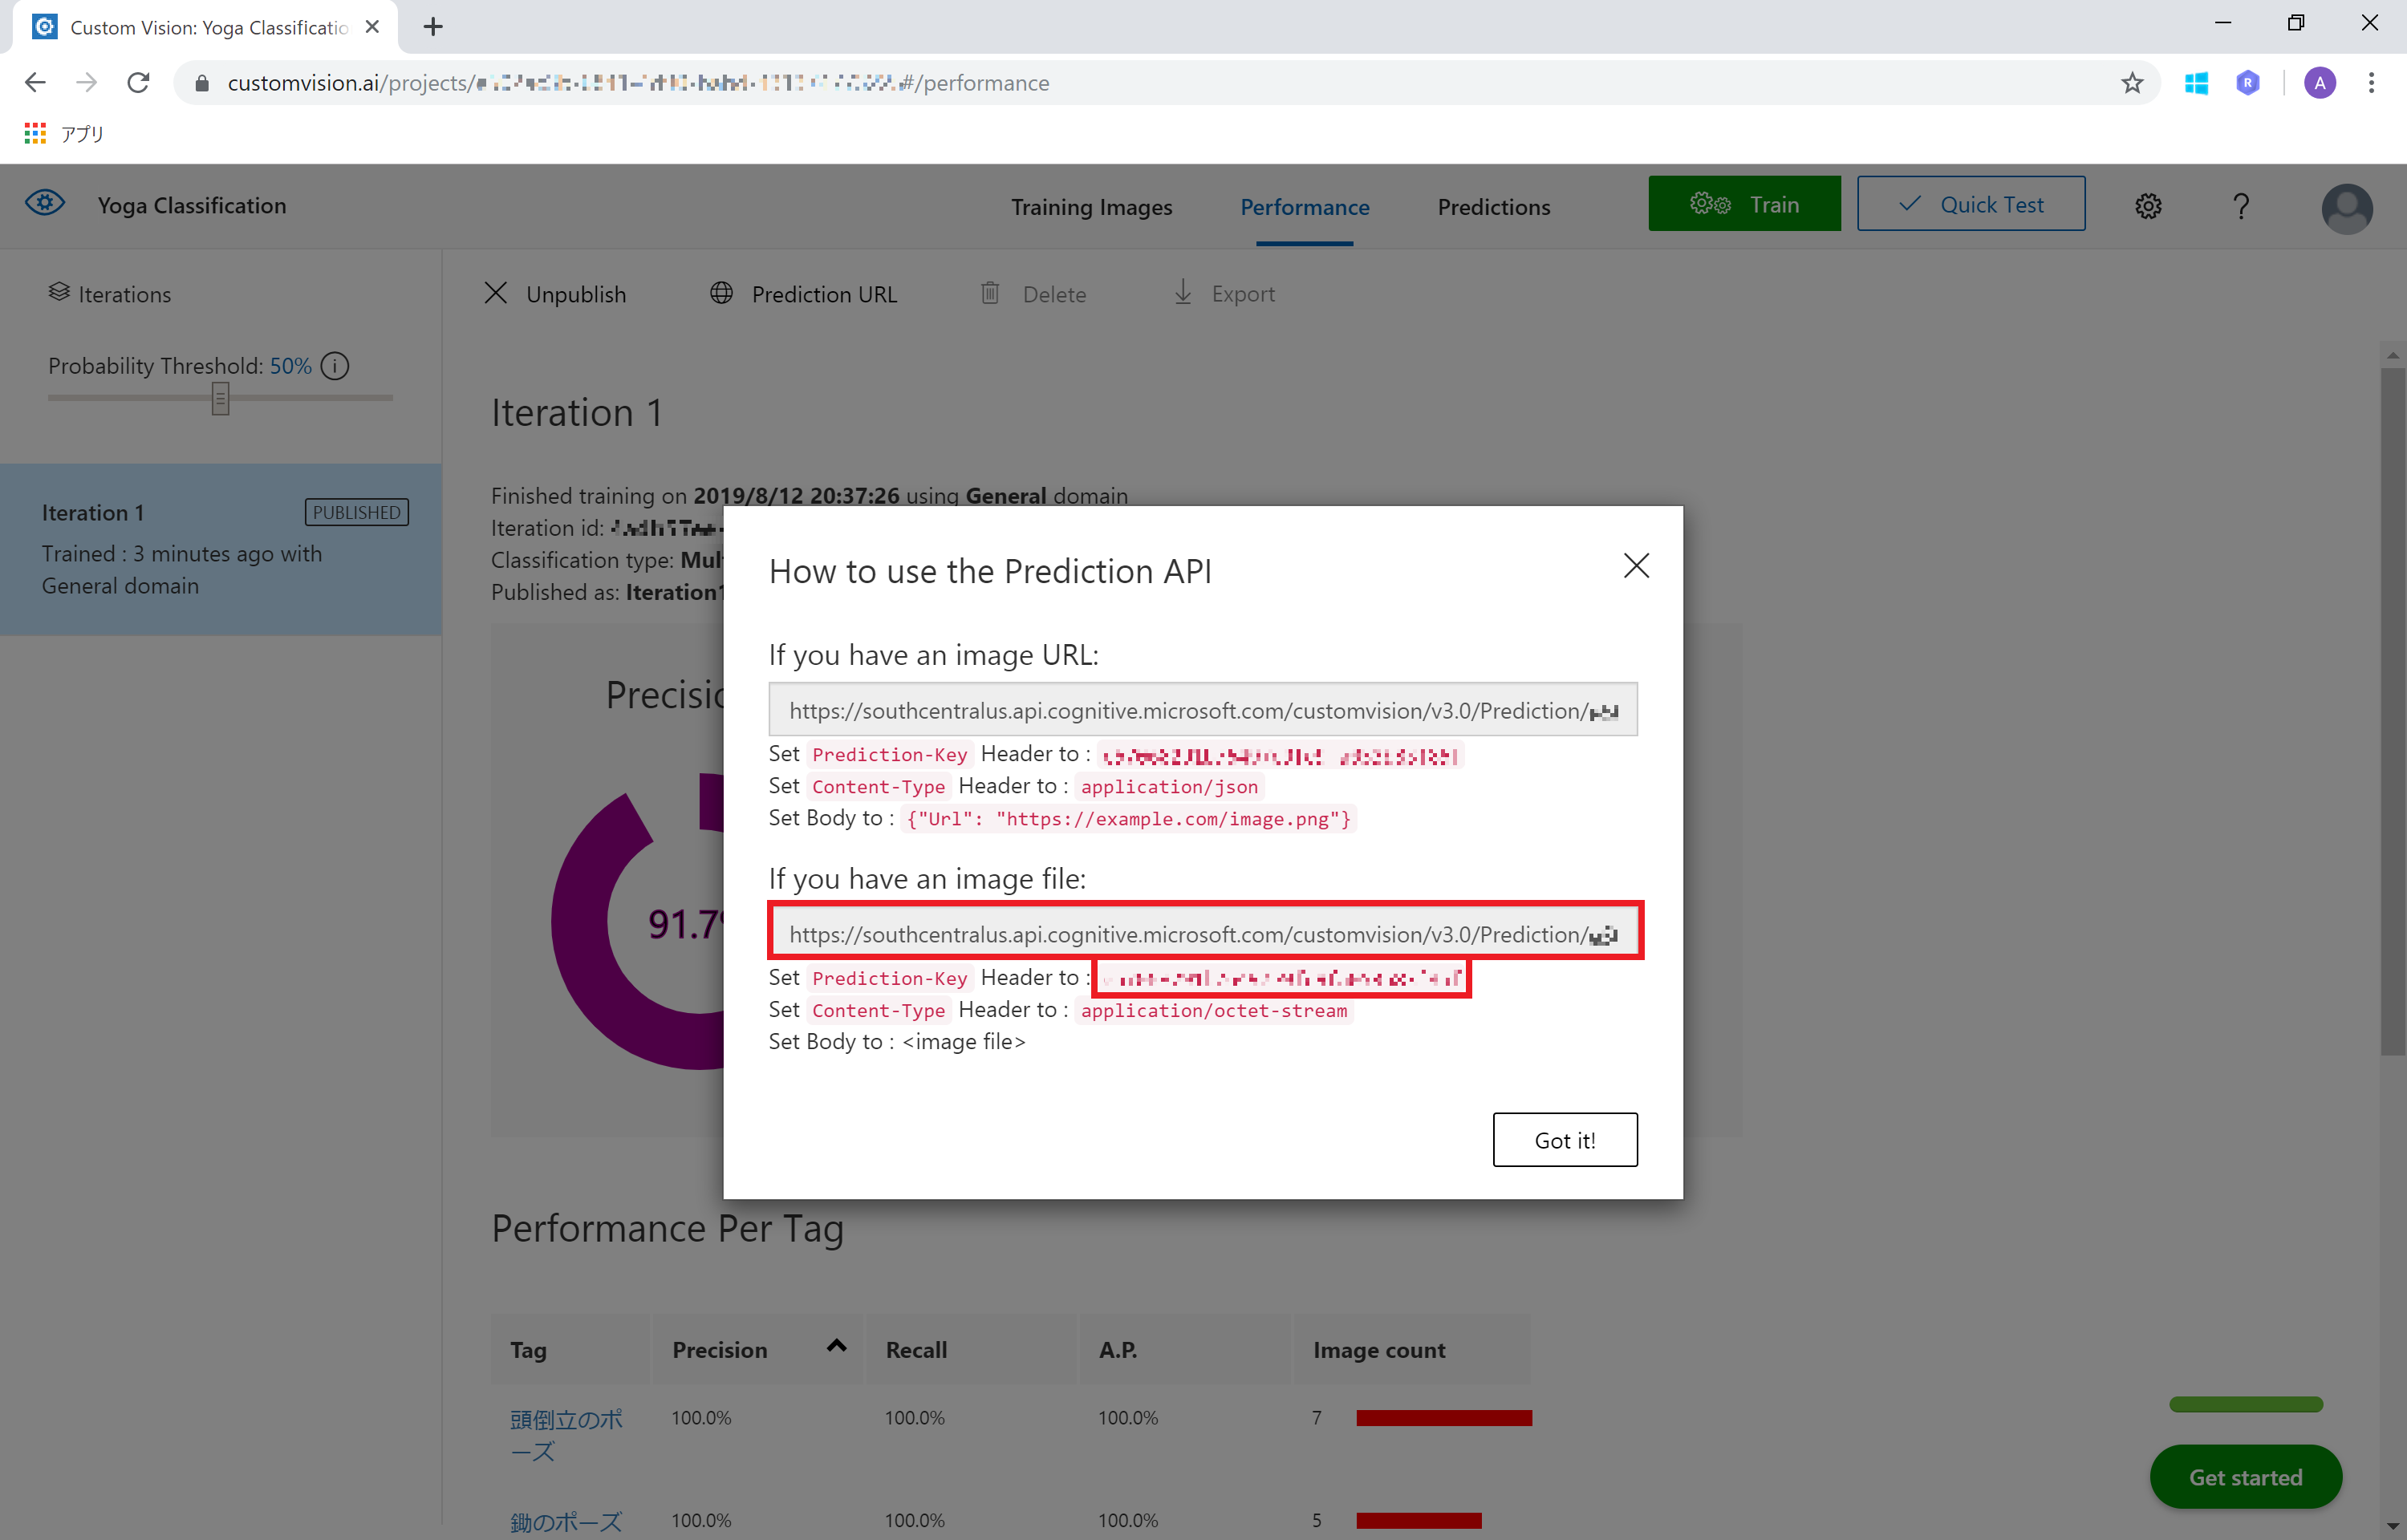 Custom Vision: Yoga Classificatio
customvision.ai/projects/
#/performance
アプリ
Yoga Classification
Training Images
Performance
Predictions
Train
Quick Test
?
A
Iterations
Unpublish
Prediction URL
Delete
Export
Probability Threshold: 50%
Iteration 1
PUBLISHED
Trained : 3 minutes ago with
General domain
Iteration 1
Finished training on 2019/8/12 20:37:26 using General domain
Iteration id:
Classification type: Mul
Published as: Iteration1
Precisio
91.7
How to use the Prediction API
If you have an image URL:
https://southcentralus.api.cognitive.microsoft.com/customvision/v3.0/Prediction/
Set Prediction-Key Header to :
Set Content-Type Header to : application/json
Set Body to : {"Url": "https://example.com/image.png"}
If you have an image file:
https://southcentralus.api.cognitive.microsoft.com/customvision/v3.0/Prediction/
Set Prediction-Key Header to :
Set Content-Type Header to : application/octet-stream
Set Body to : <image file>
Got it!
Performance Per Tag
Tag Precision Recall A.P. Image count
頭倒立のポ
ーズ
100.0% 100.0% 100.0% 7
鋤のポーズ 100.0% 100.0% 100.0% 5
Get started